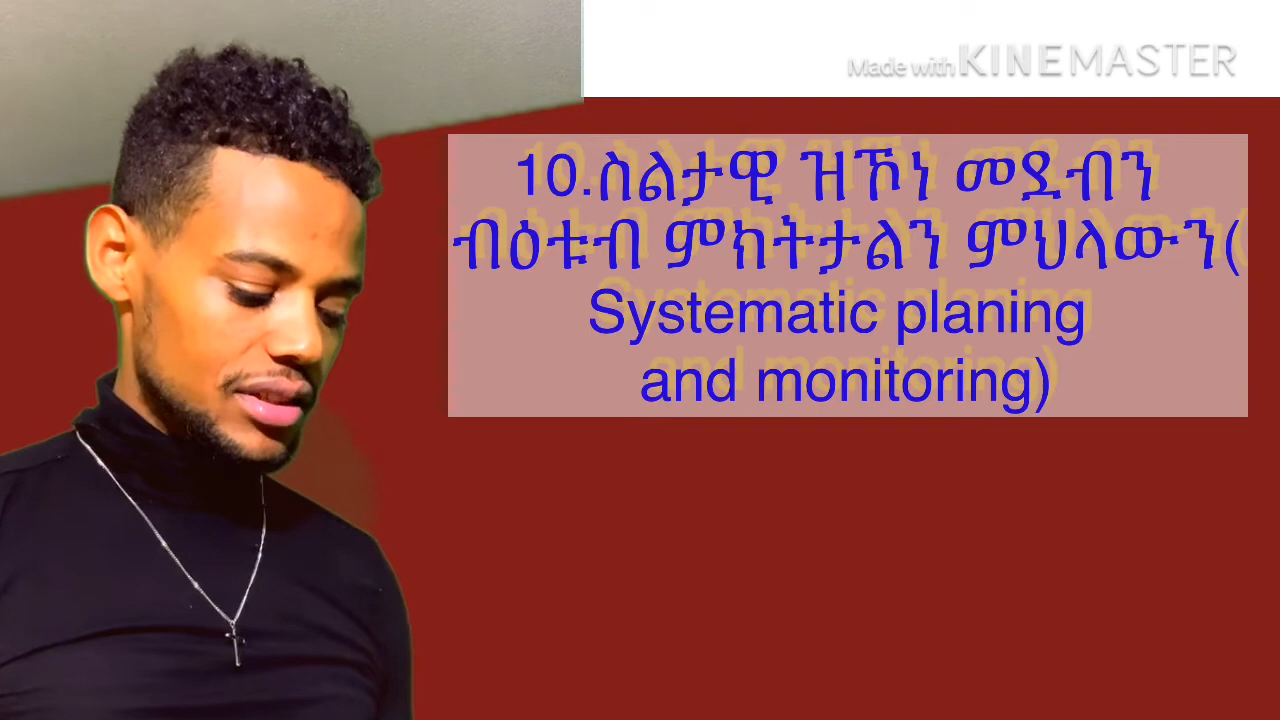 Made with KINEMASTER
10.ስልታዊ ዝኾነ መደብን
ብዕቱብ ምክትታልን ምህላውን(
Systematic planing
and monitoring)